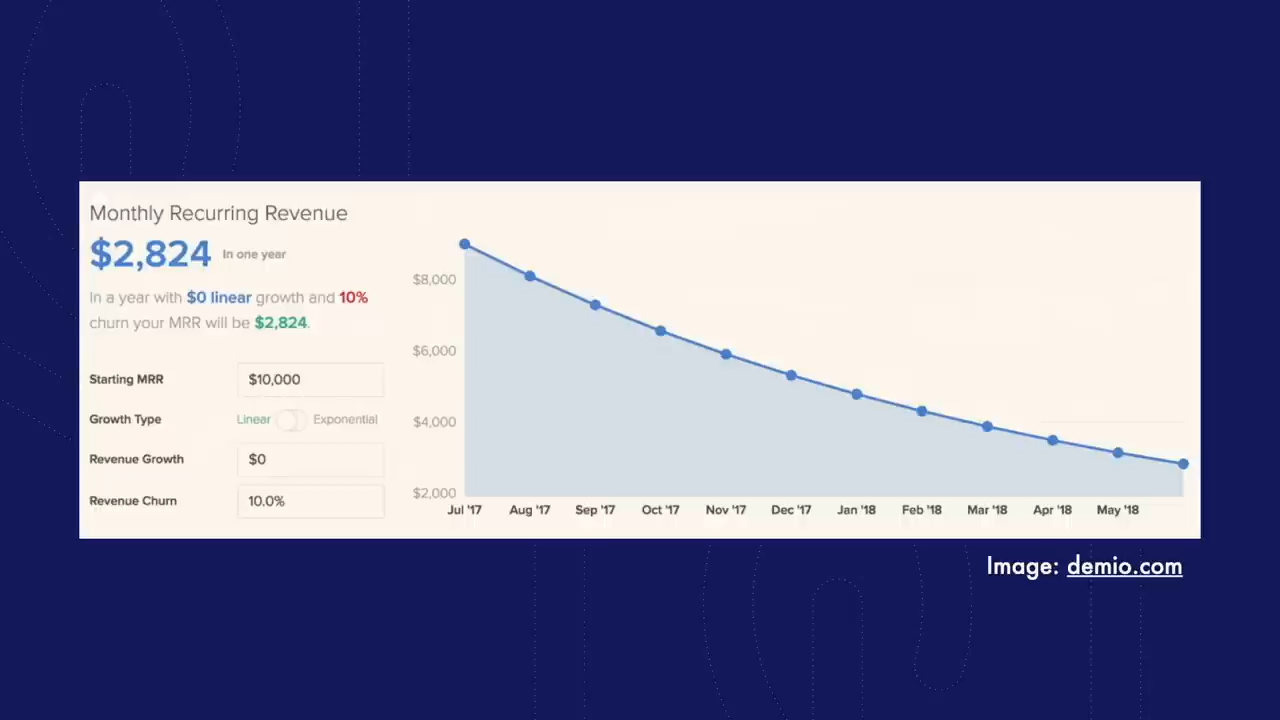 Monthly Recurring Revenue
$2,824 In one year
In a year with $0 linear growth and 10%
churn your MRR will be $2,824.
Starting MRR $10,000
Growth Type Linear Exponential
Revenue Growth $0
Revenue Churn 10.0%
$8,000
$6,000
$4,000
$2,000
Jul '17 Aug '17 Sep '17 Oct '17 Nov '17 Dec '17 Jan '18 Feb '18 Mar '18 Apr '18 May '18
Image: demio.com